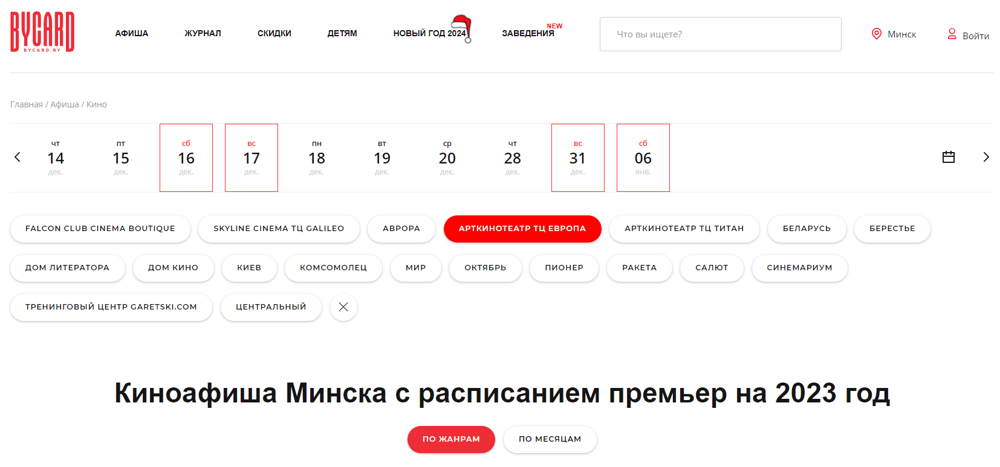 BYCARD
BYCARD.BY
АФИША ЖУРНАЛ СКИДКИ ДЕТЯМ НОВЫЙ ГОД 2024 ЗАВЕДЕНИЯ NEW
Что вы ищете?
Минск
Войти
Главная / Афиша / Кино
чт пт сб вс пн вт ср чт вс сб
14 15 16 17 18 19 20 28 31 06
дек. дек. дек. дек. дек. дек. дек. дек. дек. янв.
FALCON CLUB CINEMA BOUTIQUE SKYLINE CINEMA ТЦ GALILEO АВРОРА АРТКИНОТЕАТР ТЦ ЕВРОПА АРТКИНОТЕАТР ТЦ ТИТАН БЕЛАРУСЬ БЕРЕСТЬЕ
ДОМ ЛИТЕРАТОРА ДОМ КИНО КИЕВ КОМСОМОЛЕЦ МИР ОКТЯБРЬ ПИОНЕР РАКЕТА САЛЮТ СИНЕМАРИУМ
ТРЕНИНГОВЫЙ ЦЕНТР GARETSKI.COM ЦЕНТРАЛЬНЫЙ
Киноафиша Минска с расписанием премьер на 2023 год
ПО ЖАНРАМ ПО МЕСЯЦАМ